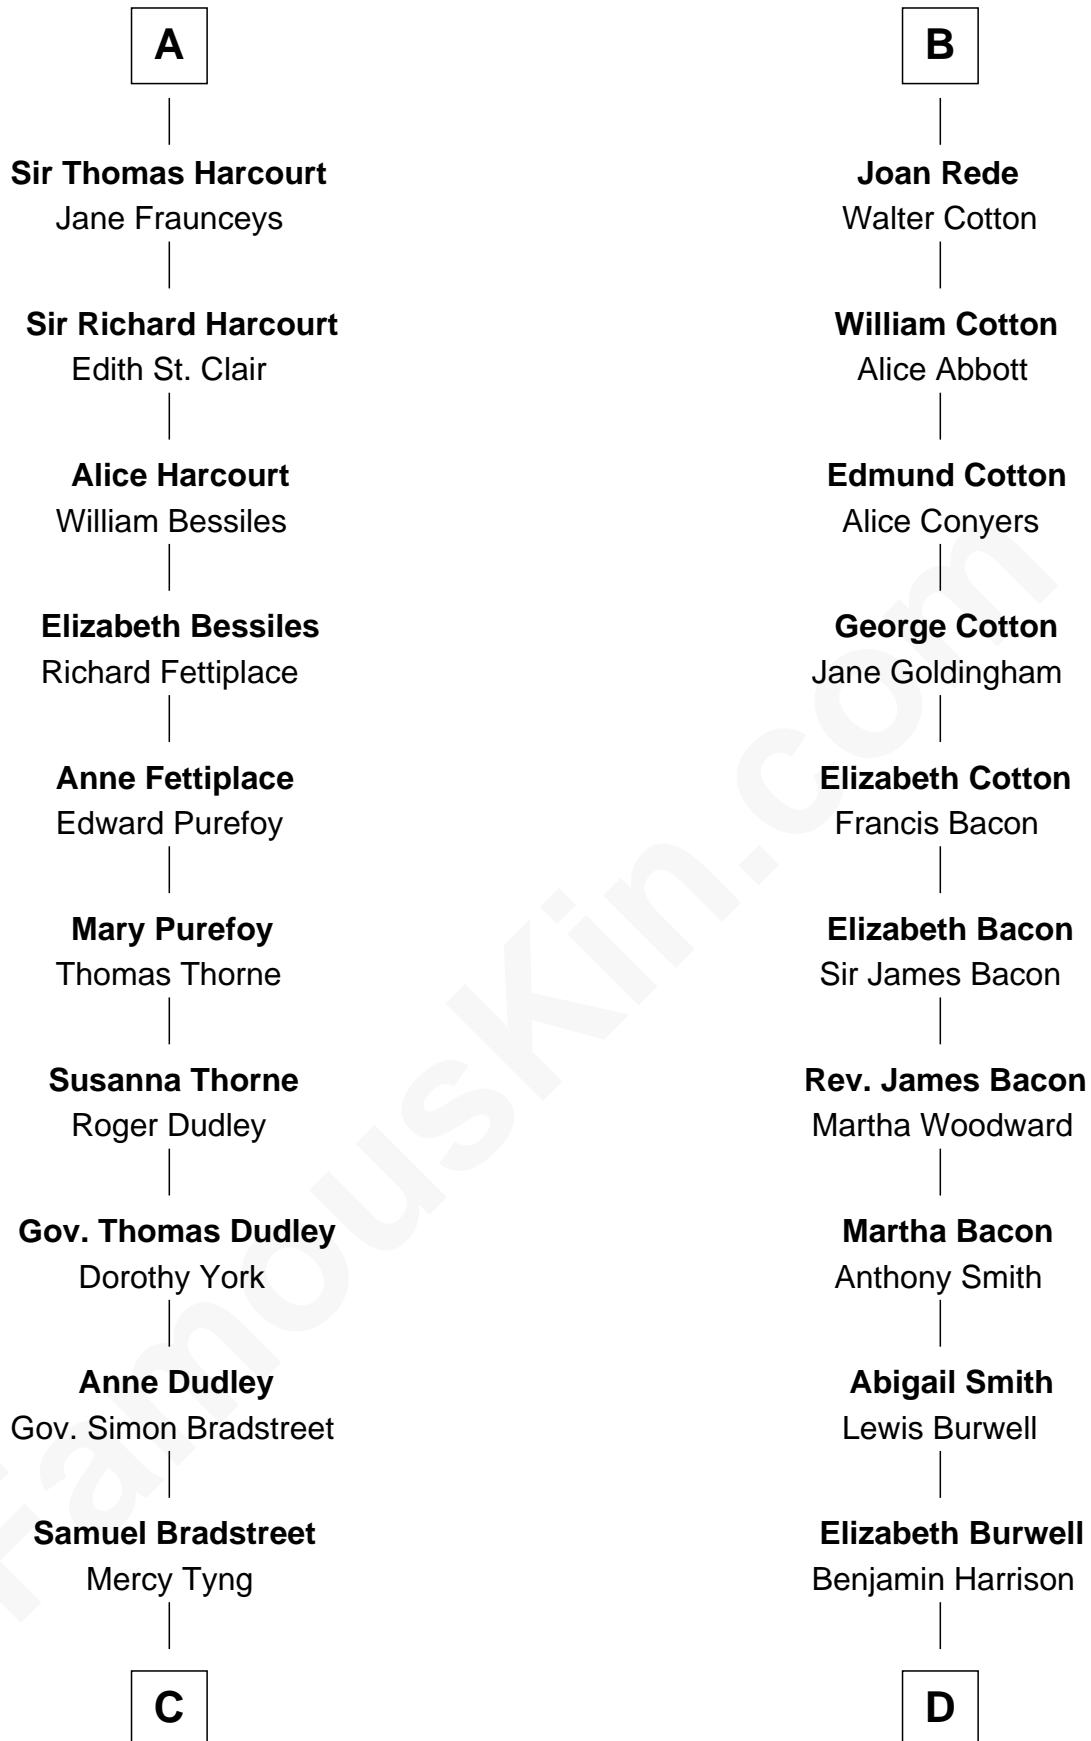 A
Sir Thomas Harcourt
Jane Fraunceys
Sir Richard Harcourt
Edith St. Clair
Alice Harcourt
William Bessiles
Elizabeth Bessiles
Richard Fettiplace
Anne Fettiplace
Edward Purefoy
Mary Purefoy
Thomas Thorne
Susanna Thorne
Roger Dudley
Gov. Thomas Dudley
Dorothy York
Anne Dudley
Gov. Simon Bradstreet
Samuel Bradstreet
Mercy Tyng
C
B
Joan Rede
Walter Cotton
William Cotton
Alice Abbott
Edmund Cotton
Alice Conyers
George Cotton
Jane Goldingham
Elizabeth Cotton
Francis Bacon
Elizabeth Bacon
Sir James Bacon
Rev. James Bacon
Martha Woodward
Martha Bacon
Anthony Smith
Abigail Smith
Lewis Burwell
Elizabeth Burwell
Benjamin Harrison
D
FamousKin.com